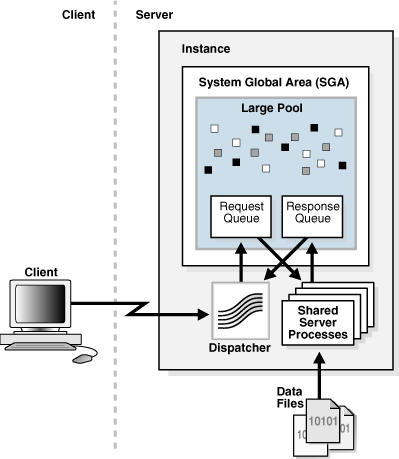 Client
Server
Instance
System Global Area (SGA)
Large Pool
Request
Queue
Response
Queue
Client
Dispatcher
Shared
Server
Processes
Data
Files
10101
10
01